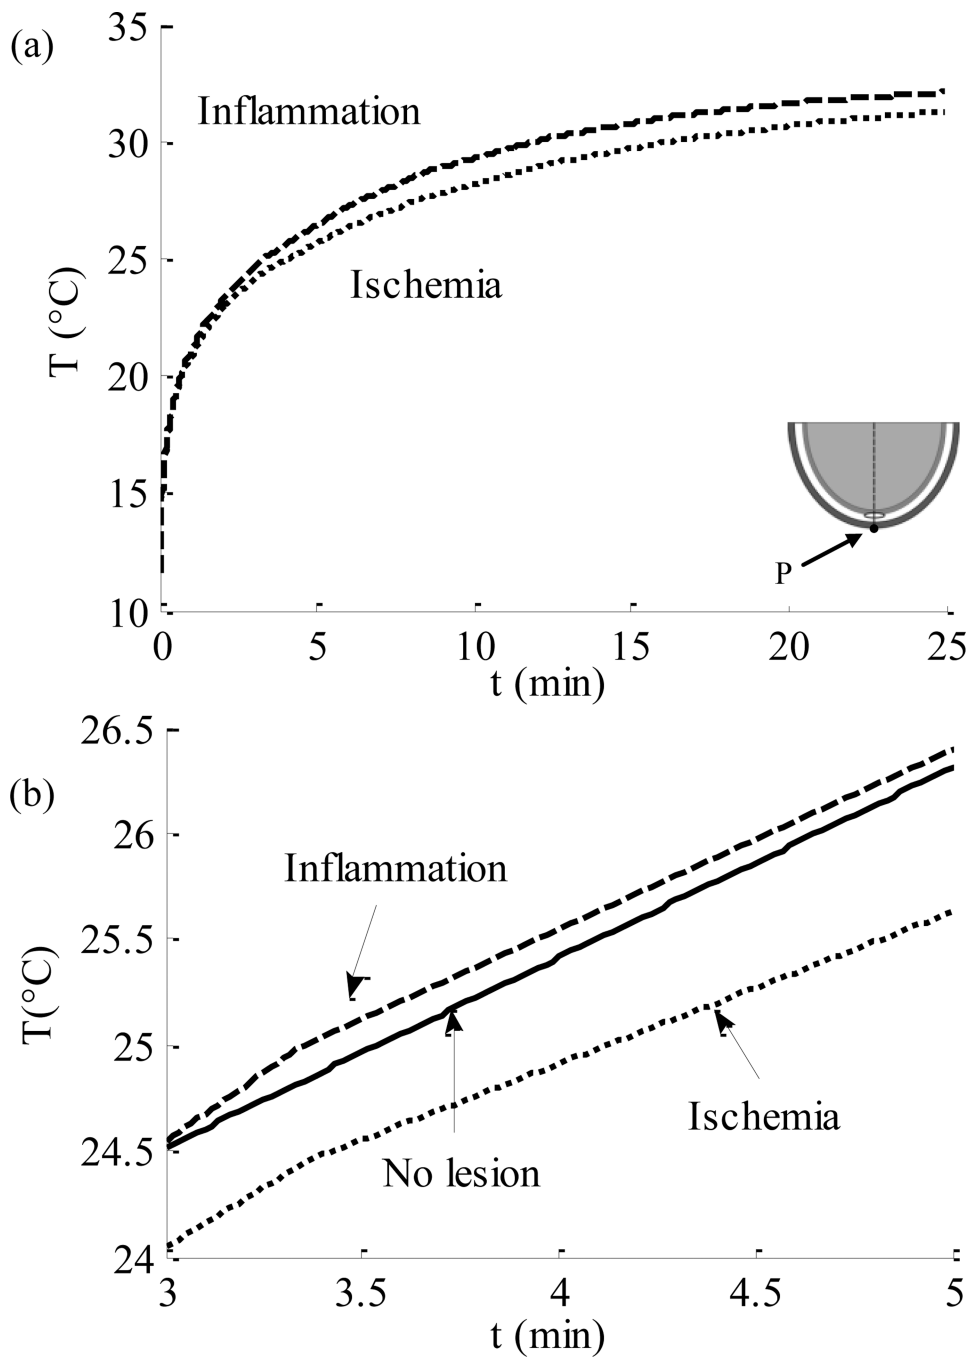 (a)
35
30
25
20
15
10
T (°C)
Inflammation
Ischemia
P
0 5 10 15 20 25
t (min)
(b)
26.5
26
25.5
25
24.5
24
T(°C)
Inflammation
No lesion
Ischemia
3 3.5 4 4.5 5
t (min)